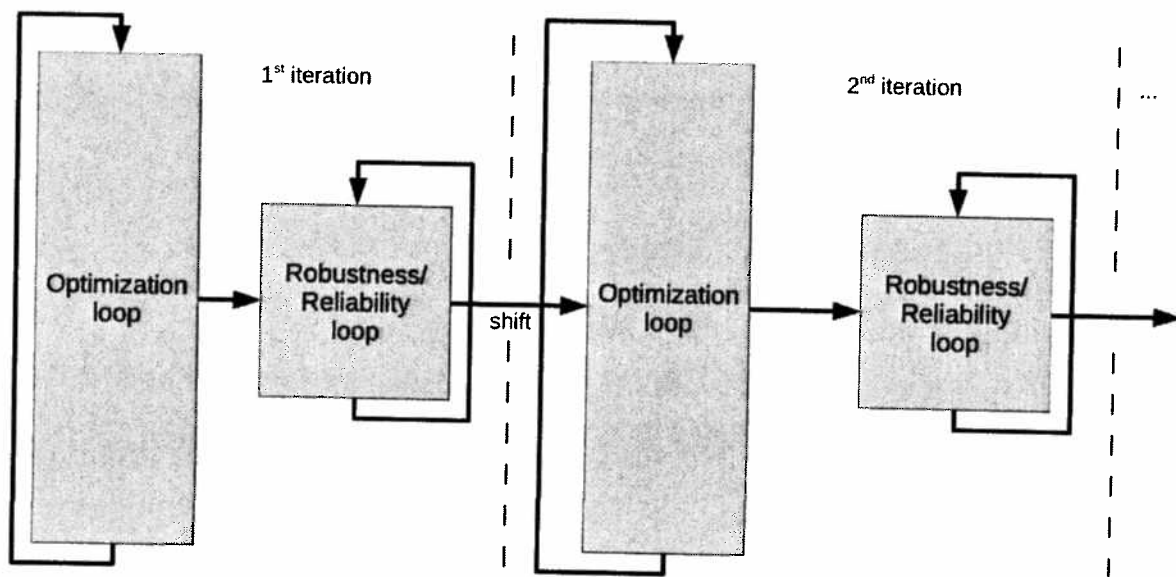 1st iteration
2nd iteration
...
Optimization
loop
Robustness/
Reliability
loop
shift
Optimization
loop
Robustness/
Reliability
loop